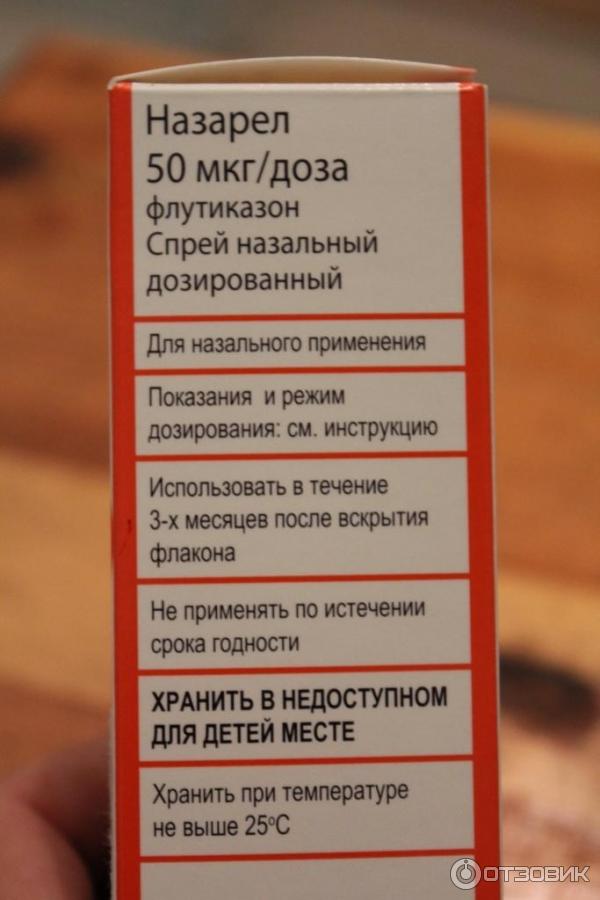 Назарел
50 мкг/доза
флутиказон
Спрей назальный
дозированный
Для назального применения
Показания и режим
дозирования: см. инструкцию
Использовать в течение
3-х месяцев после вскрытия
флакона
Не применять по истечении
срока годности
ХРАНИТЬ В НЕДОСТУПНОМ
ДЛЯ ДЕТЕЙ МЕСТЕ
Хранить при температуре
не выше 25°С
ОТЗОВИК